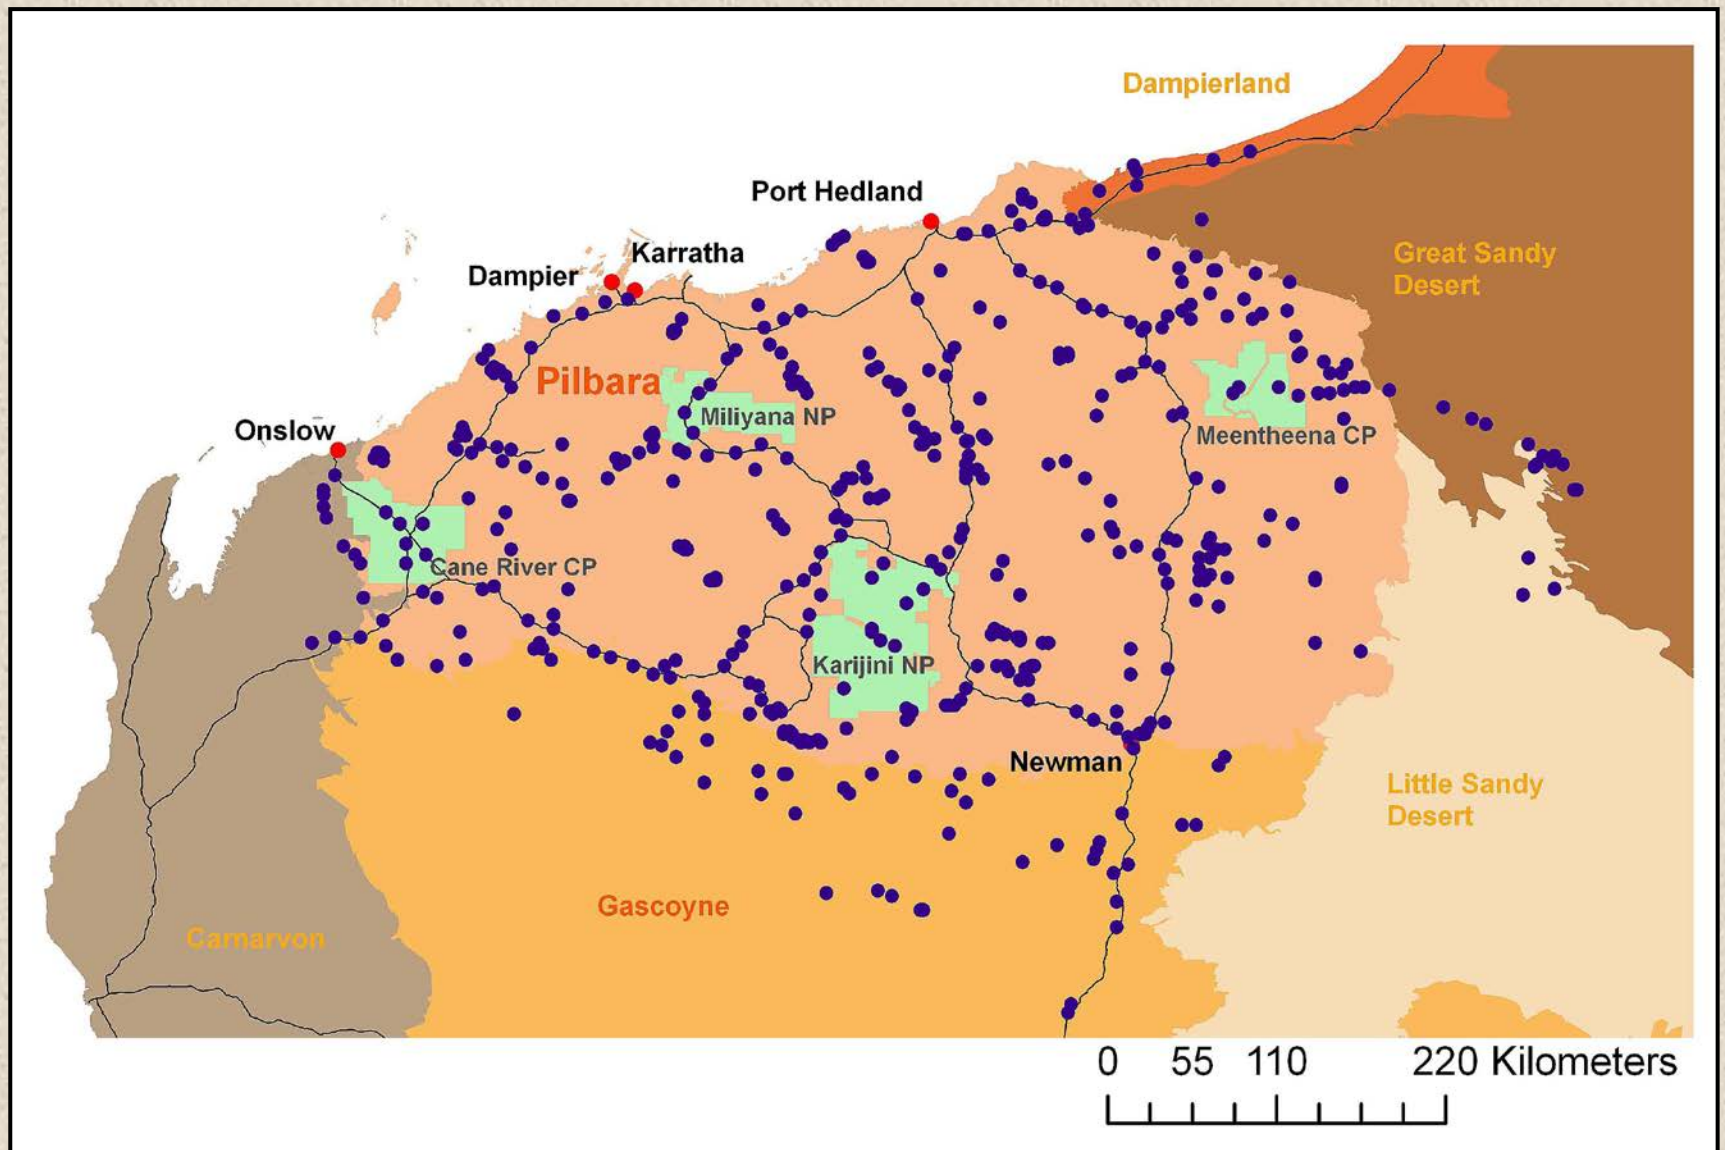 Dampierland
Port Hedland
Karratha
Great Sandy
Desert
Dampier
Pilbara
Miliyana NP
Onslow
Meentheena CP
Cane River CP
Karijini NP
Newman
Little Sandy
Desert
Gascoyne
Carnarvon
0 55 110 220 Kilometers